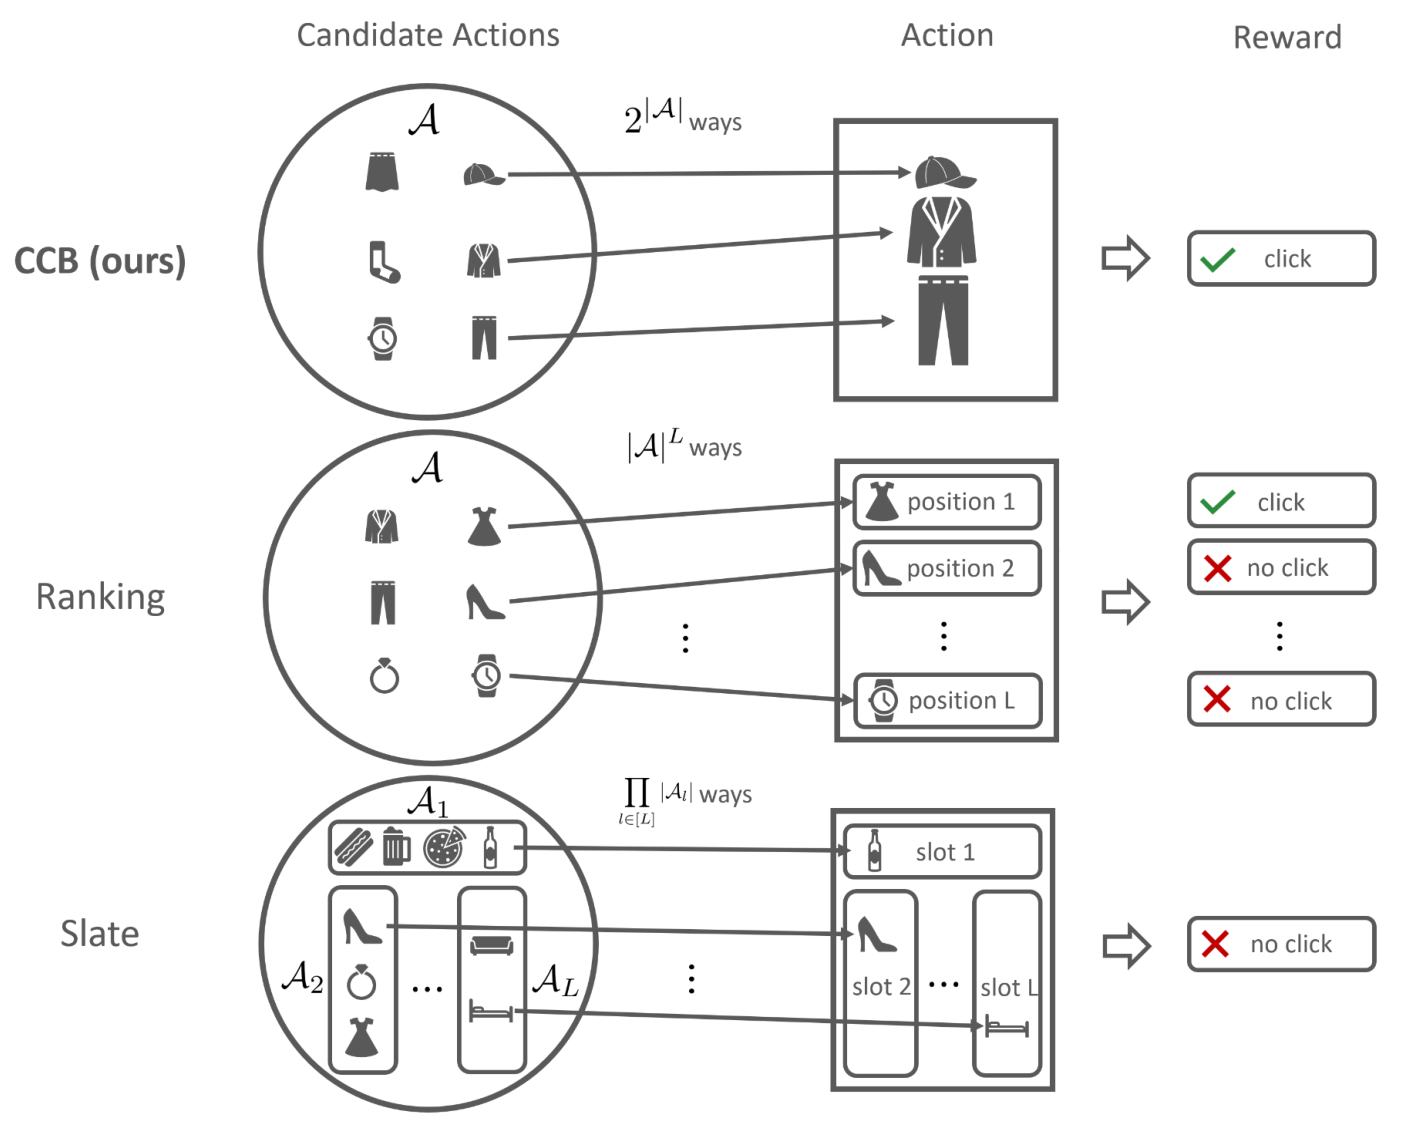 Candidate Actions Action Reward
𝒜 2^|𝒜| ways
CCB (ours) click
𝒜 |𝒜|^L ways
position 1 click
position 2 no click
Ranking
⋮ ⋮ ⋮
position L no click
𝒜₁ ∏_{l∈[L]} |𝒜ₗ| ways
slot 1
Slate no click
𝒜₂ ... 𝒜_L ⋮ slot 2 ... slot L